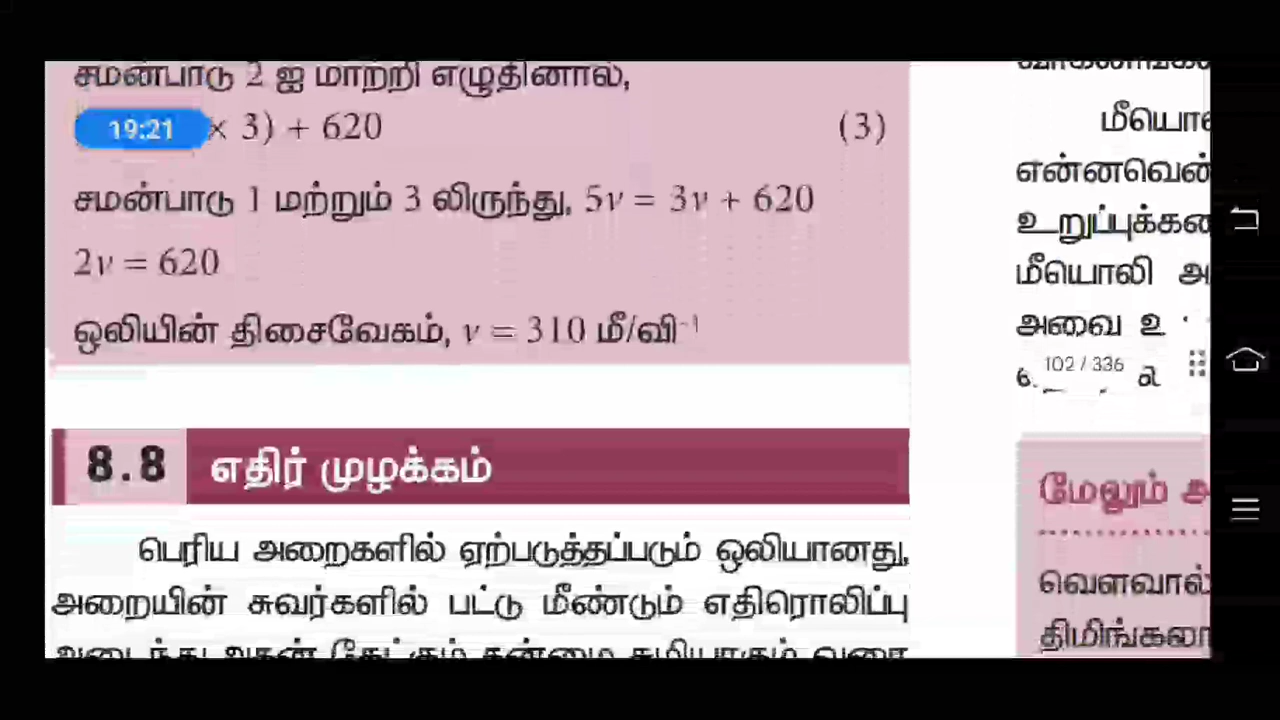 சமன்பாடு 2 ஐ மாற்றி எழுதினால்,
19:21 × 3) + 620 (3)
சமன்பாடு 1 மற்றும் 3 லிருந்து, 5v = 3v + 620
2v = 620
ஒலியின் திசைவேகம், v = 310 மீ/வி⁻¹
8.8 எதிர் முழக்கம்
பெரிய அறைகளில் ஏற்படுத்தப்படும் ஒலியானது,
அறையின் சுவர்களில் பட்டு மீண்டும் எதிரொலிப்பு
மீயொ
என்னவென்
உறுப்புக்க
மீயொலி அ
அவை உ
102 / 336
மேலும் அ
வௌவால்
திமிங்கலா